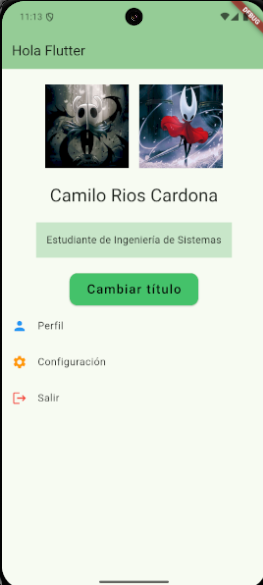 11:13
DEBUG
Hola Flutter
Camilo Rios Cardona
Estudiante de Ingeniería de Sistemas
Cambiar título
Perfil
Configuración
Salir